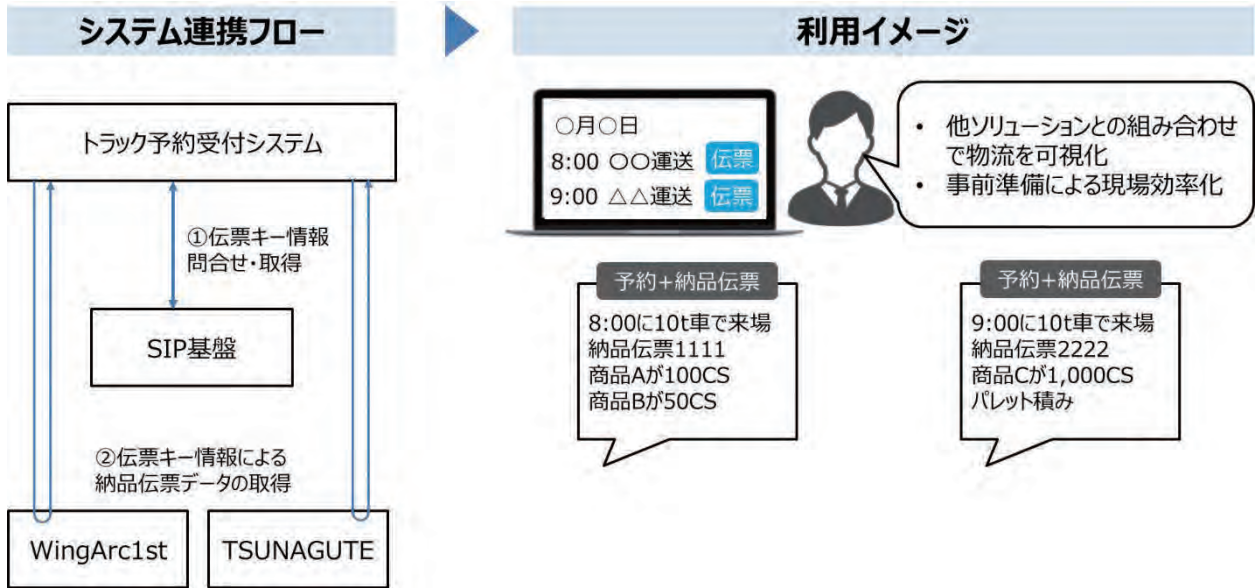 システム連携フロー
トラック予約受付システム
①伝票キー情報
問合せ・取得
SIP基盤
②伝票キー情報による
納品伝票データの取得
WingArc1st
TSUNAGUTE
利用イメージ
○月○日
8:00 〇〇運送 伝票
9:00 △△運送 伝票
• 他ソリューションとの組み合わせ
で物流を可視化
• 事前準備による現場効率化
予約+納品伝票
8:00に10t車で来場
納品伝票1111
商品Aが100CS
商品Bが50CS
予約+納品伝票
9:00に10t車で来場
納品伝票2222
商品Cが1,000CS
パレット積み